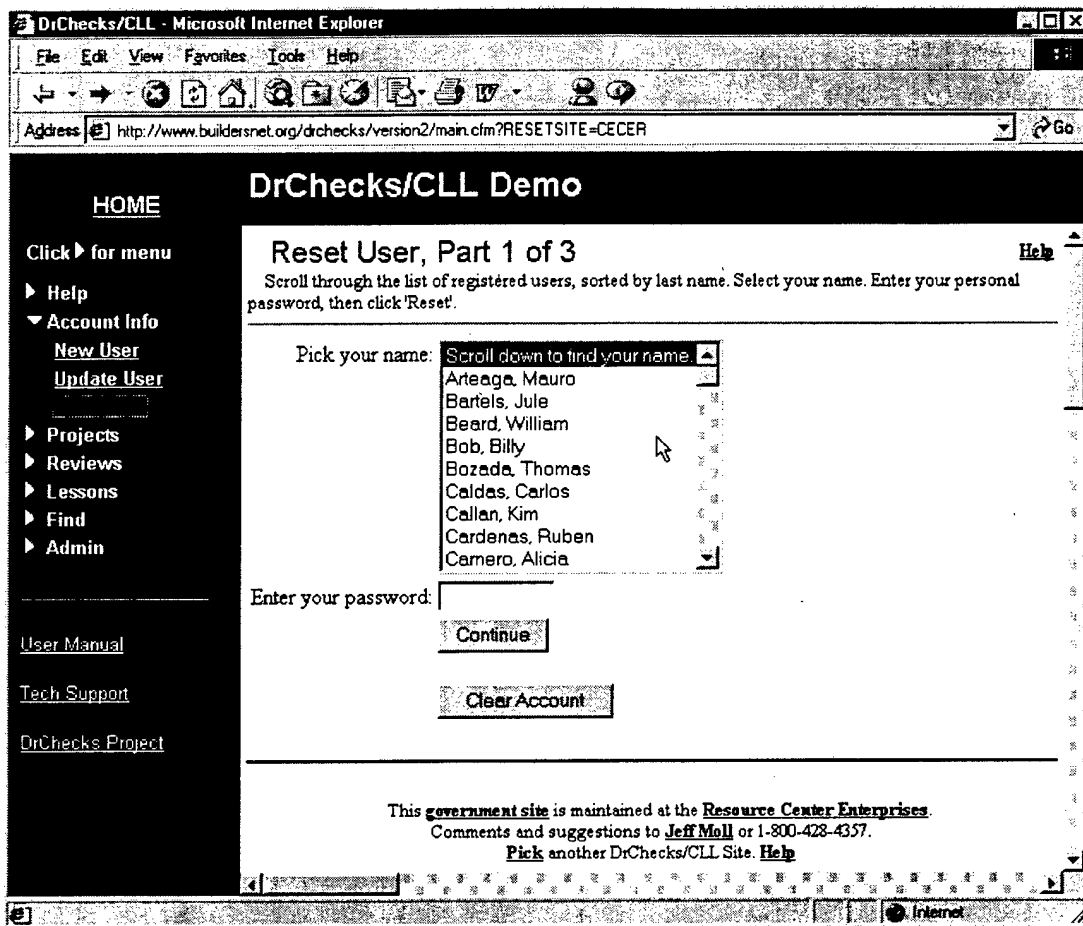 DrChecks/CLL - Microsoft Internet Explorer
File Edit View Favorites Tools Help
Address http://www.buildersnet.org/drchecks/version2/main.cfm?RESETSITE=CECER Go
HOME
Click for menu
Help
Account Info
New User
Update User
Projects
Reviews
Lessons
Find
Admin
User Manual
Tech Support
DrChecks Project
DrChecks/CLL Demo
Reset User, Part 1 of 3 Help
Scroll through the list of registered users, sorted by last name. Select your name. Enter your personal
password, then click 'Reset'.
Pick your name: Scroll down to find your name.
Arteaga, Mauro
Bartels, Jule
Beard, William
Bob, Billy
Bozada, Thomas
Caldas, Carlos
Callan, Kim
Cardenas, Ruben
Carnero, Alicia
Enter your password:
Continue
Clear Account
This government site is maintained at the Resource Center Enterprises.
Comments and suggestions to Jeff Moll or 1-800-428-4357.
Pick another DrChecks/CLL Site. Help
Internet